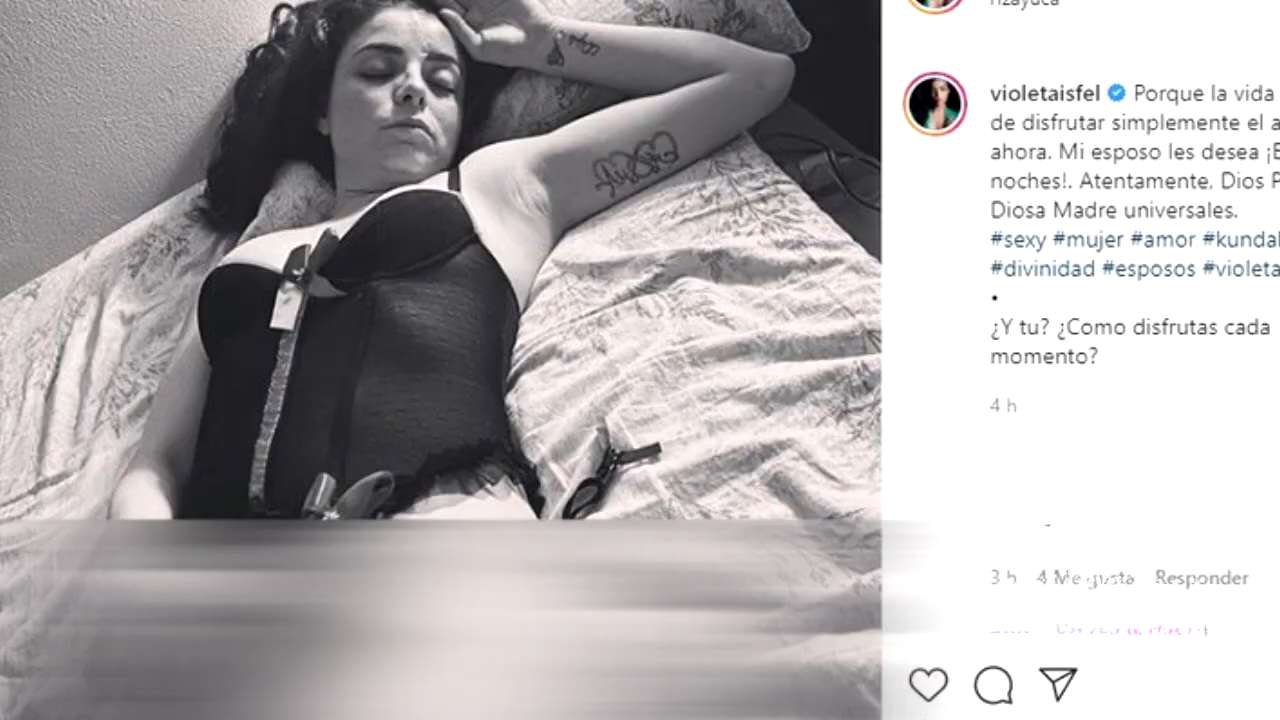 violetaisfel Porque la vida
de disfrutar simplemente el a
ahora. Mi esposo les desea ¡B
noches!. Atentamente, Dios P
Diosa Madre universales.
#sexy #mujer #amor #kundal
#divinidad #esposos #violeta
•
¿Y tu? ¿Como disfrutas cada
momento?
4 h
3 h 4 Me gusta Responder